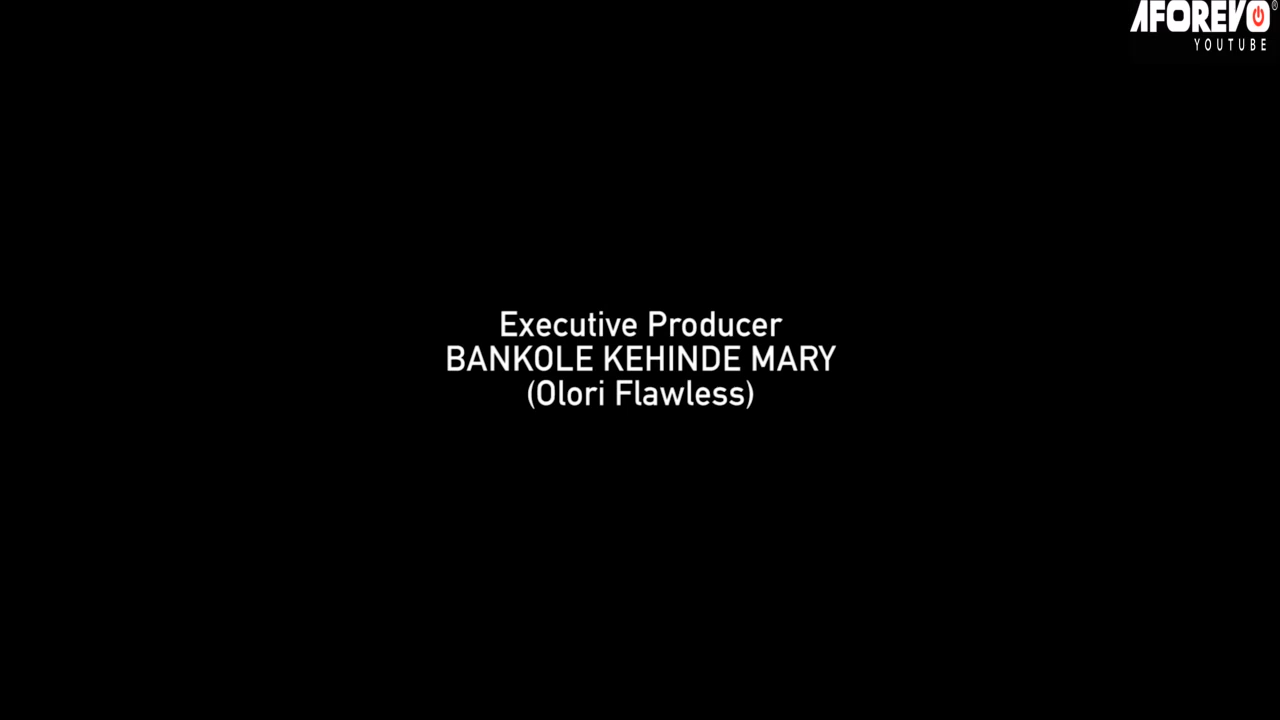 AFOREVO®
YOUTUBE
Executive Producer
BANKOLE KEHINDE MARY
(Olori Flawless)